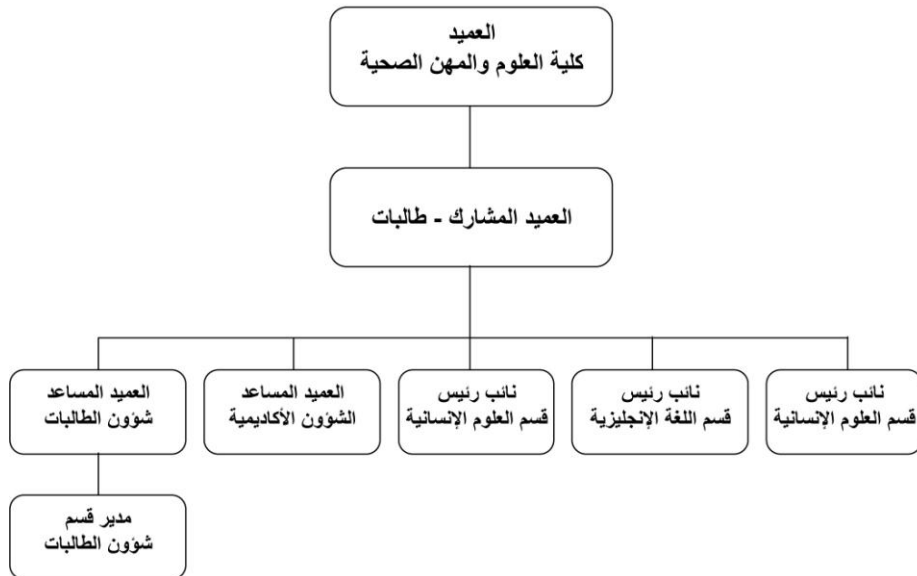 العميد
كلية العلوم والمهن الصحية
العميد المشارك - طالبات
نائب رئيس
قسم العلوم الإنسانية
نائب رئيس
قسم اللغة الإنجليزية
نائب رئيس
قسم العلوم الإنسانية
العميد المساعد
الشؤون الأكاديمية
العميد المساعد
شؤون الطالبات
مدير قسم
شؤون الطالبات